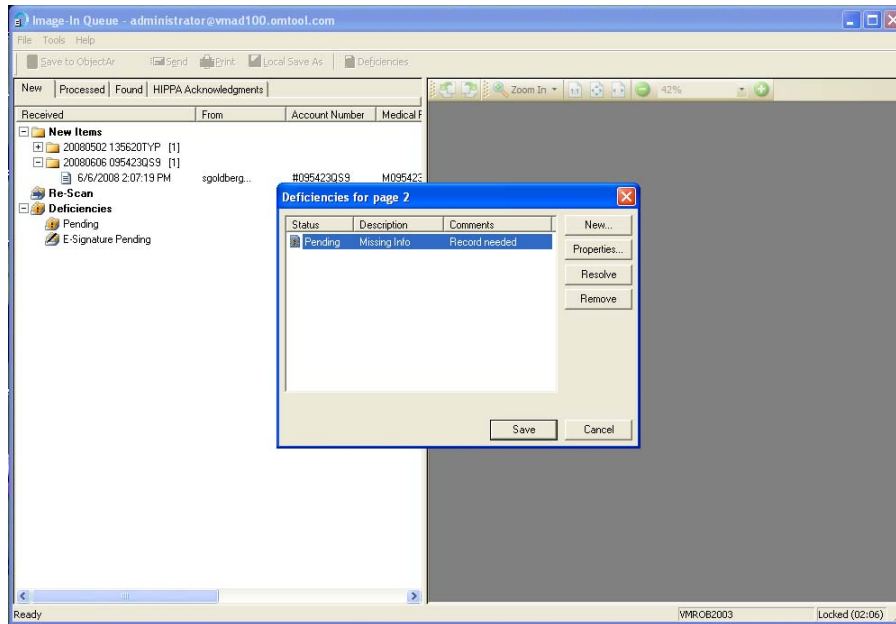 Image-In Queue - administrator@vmad100.omtool.com
File Tools Help
Save to ObjectAr Send Print Local Save As Deficiencies
New Processed Found HIPPA Acknowledgments
Zoom In 42%
Received From Account Number Medical F
New Items
20080502 135620TYP [1]
20080606 095423QS9 [1]
6/6/2008 2:07:19 PM sgoldberg... #095423QS9 M095423
Re-Scan
Deficiencies
Pending
E-Signature Pending
Deficiencies for page 2
Status Description Comments
Pending Missing Info Record needed
New...
Properties...
Resolve
Remove
Save Cancel
Ready VMROB2003 Locked (02:06)